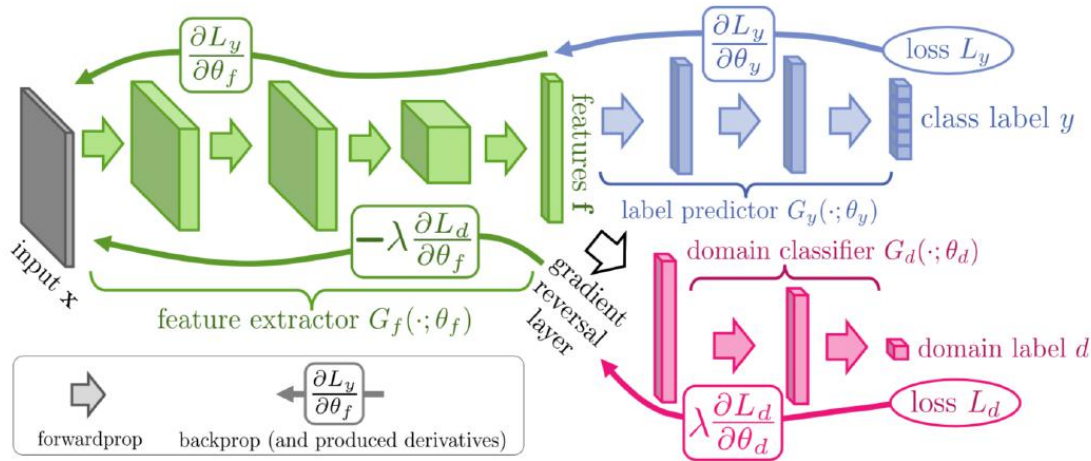 ∂L_y
∂θ_f
∂L_y
∂θ_y
loss L_y
features f
class label y
label predictor G_y(·; θ_y)
input x
−λ ∂L_d
∂θ_f
feature extractor G_f(·; θ_f)
gradient
reversal
layer
domain classifier G_d(·; θ_d)
domain label d
λ ∂L_d
∂θ_d
loss L_d
forwardprop
∂L_y
∂θ_f
backprop (and produced derivatives)